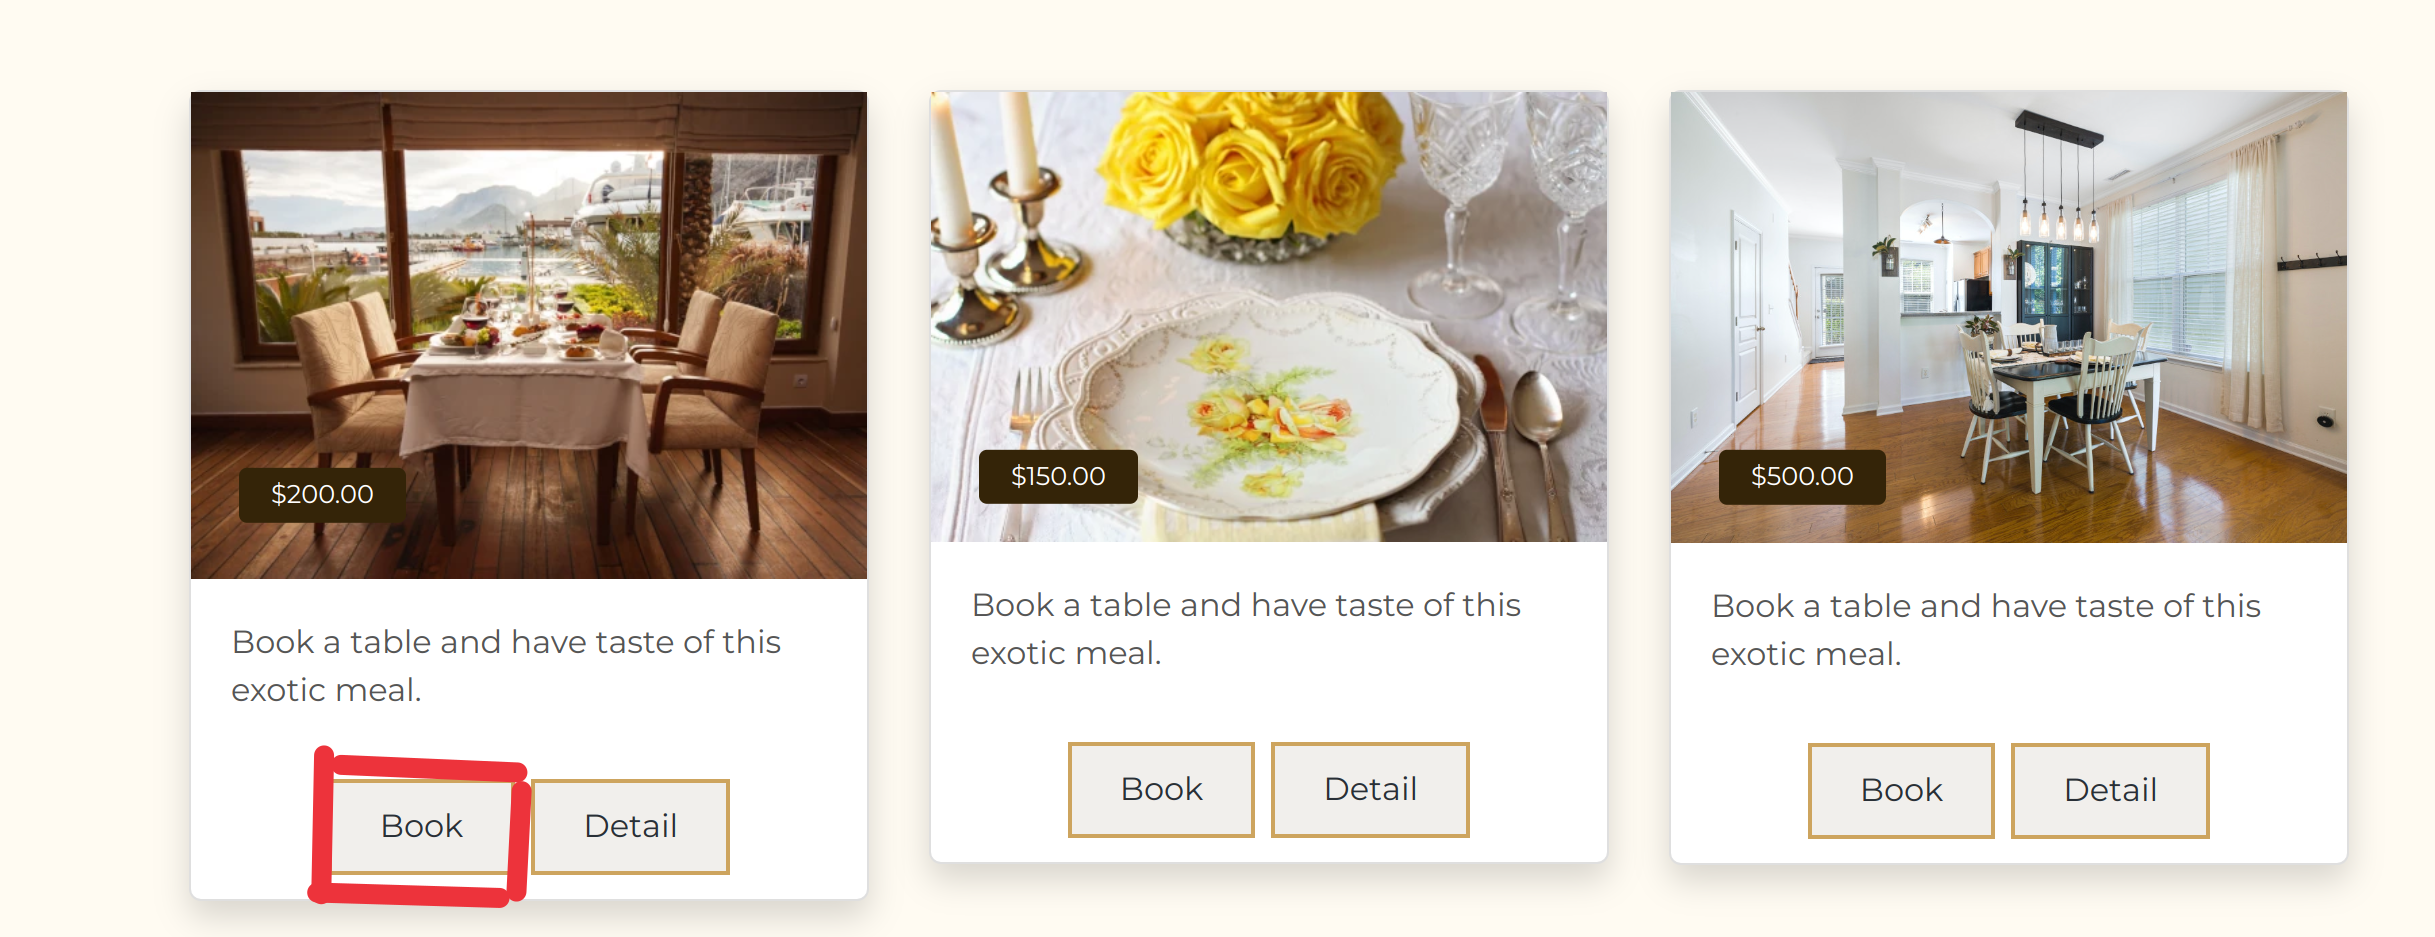 $200.00
Book a table and have taste of this
exotic meal.
Book
Detail
$150.00
Book a table and have taste of this
exotic meal.
Book
Detail
$500.00
Book a table and have taste of this
exotic meal.
Book
Detail